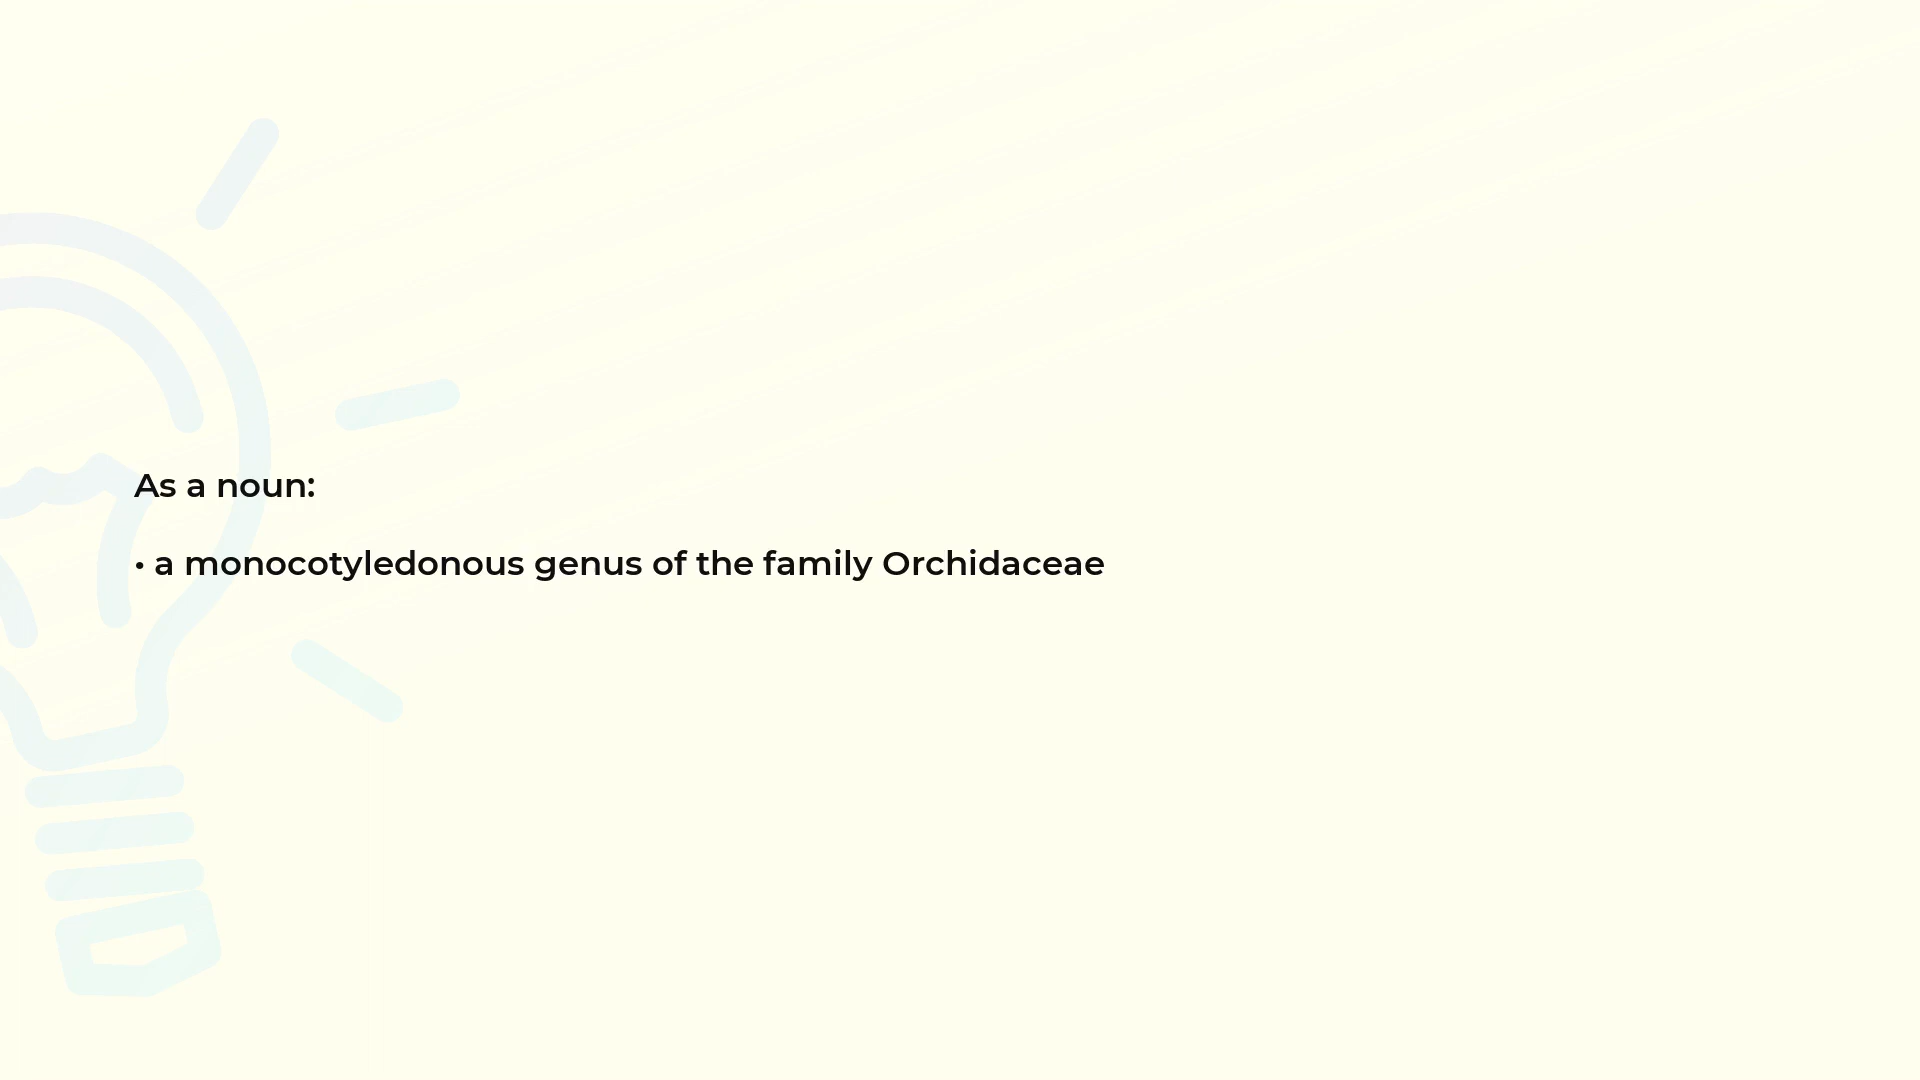 As a noun:
• a monocotyledonous genus of the family Orchidaceae